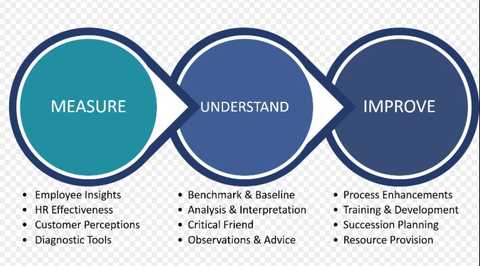 MEASURE
UNDERSTAND
IMPROVE
• Employee Insights
• HR Effectiveness
• Customer Perceptions
• Diagnostic Tools
• Benchmark & Baseline
• Analysis & Interpretation
• Critical Friend
• Observations & Advice
• Process Enhancements
• Training & Development
• Succession Planning
• Resource Provision